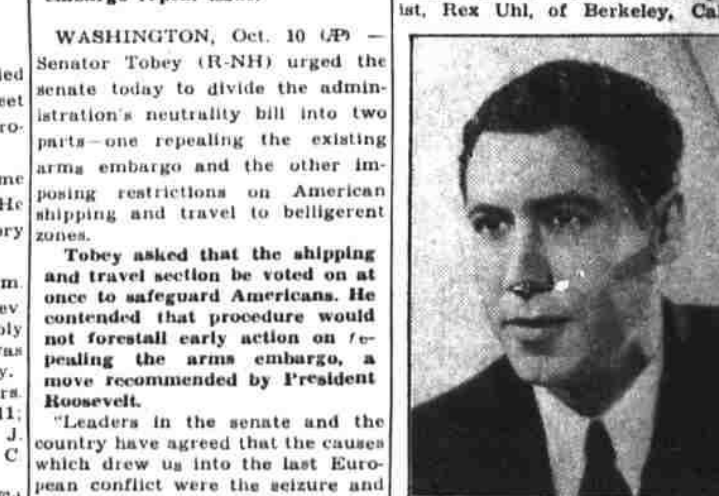 WASHINGTON, Oct. 10 (AP) —
Senator Tobey (R-NH) urged the
senate today to divide the admin-
istration's neutrality bill into two
parts—one repealing the existing
arms embargo and the other im-
posing restrictions on American
shipping and travel to belligerent
zones.
Tobey asked that the shipping
and travel section be voted on at
once to safeguard Americans. He
contended that procedure would
not forestall early action on re-
pealing the arms embargo, a
move recommended by President
Roosevelt.
"Leaders in the senate and the
country have agreed that the causes
which drew us into the last Euro-
pean conflict were the seizure and
ist, Rex Uhl, of Berkeley, Cal